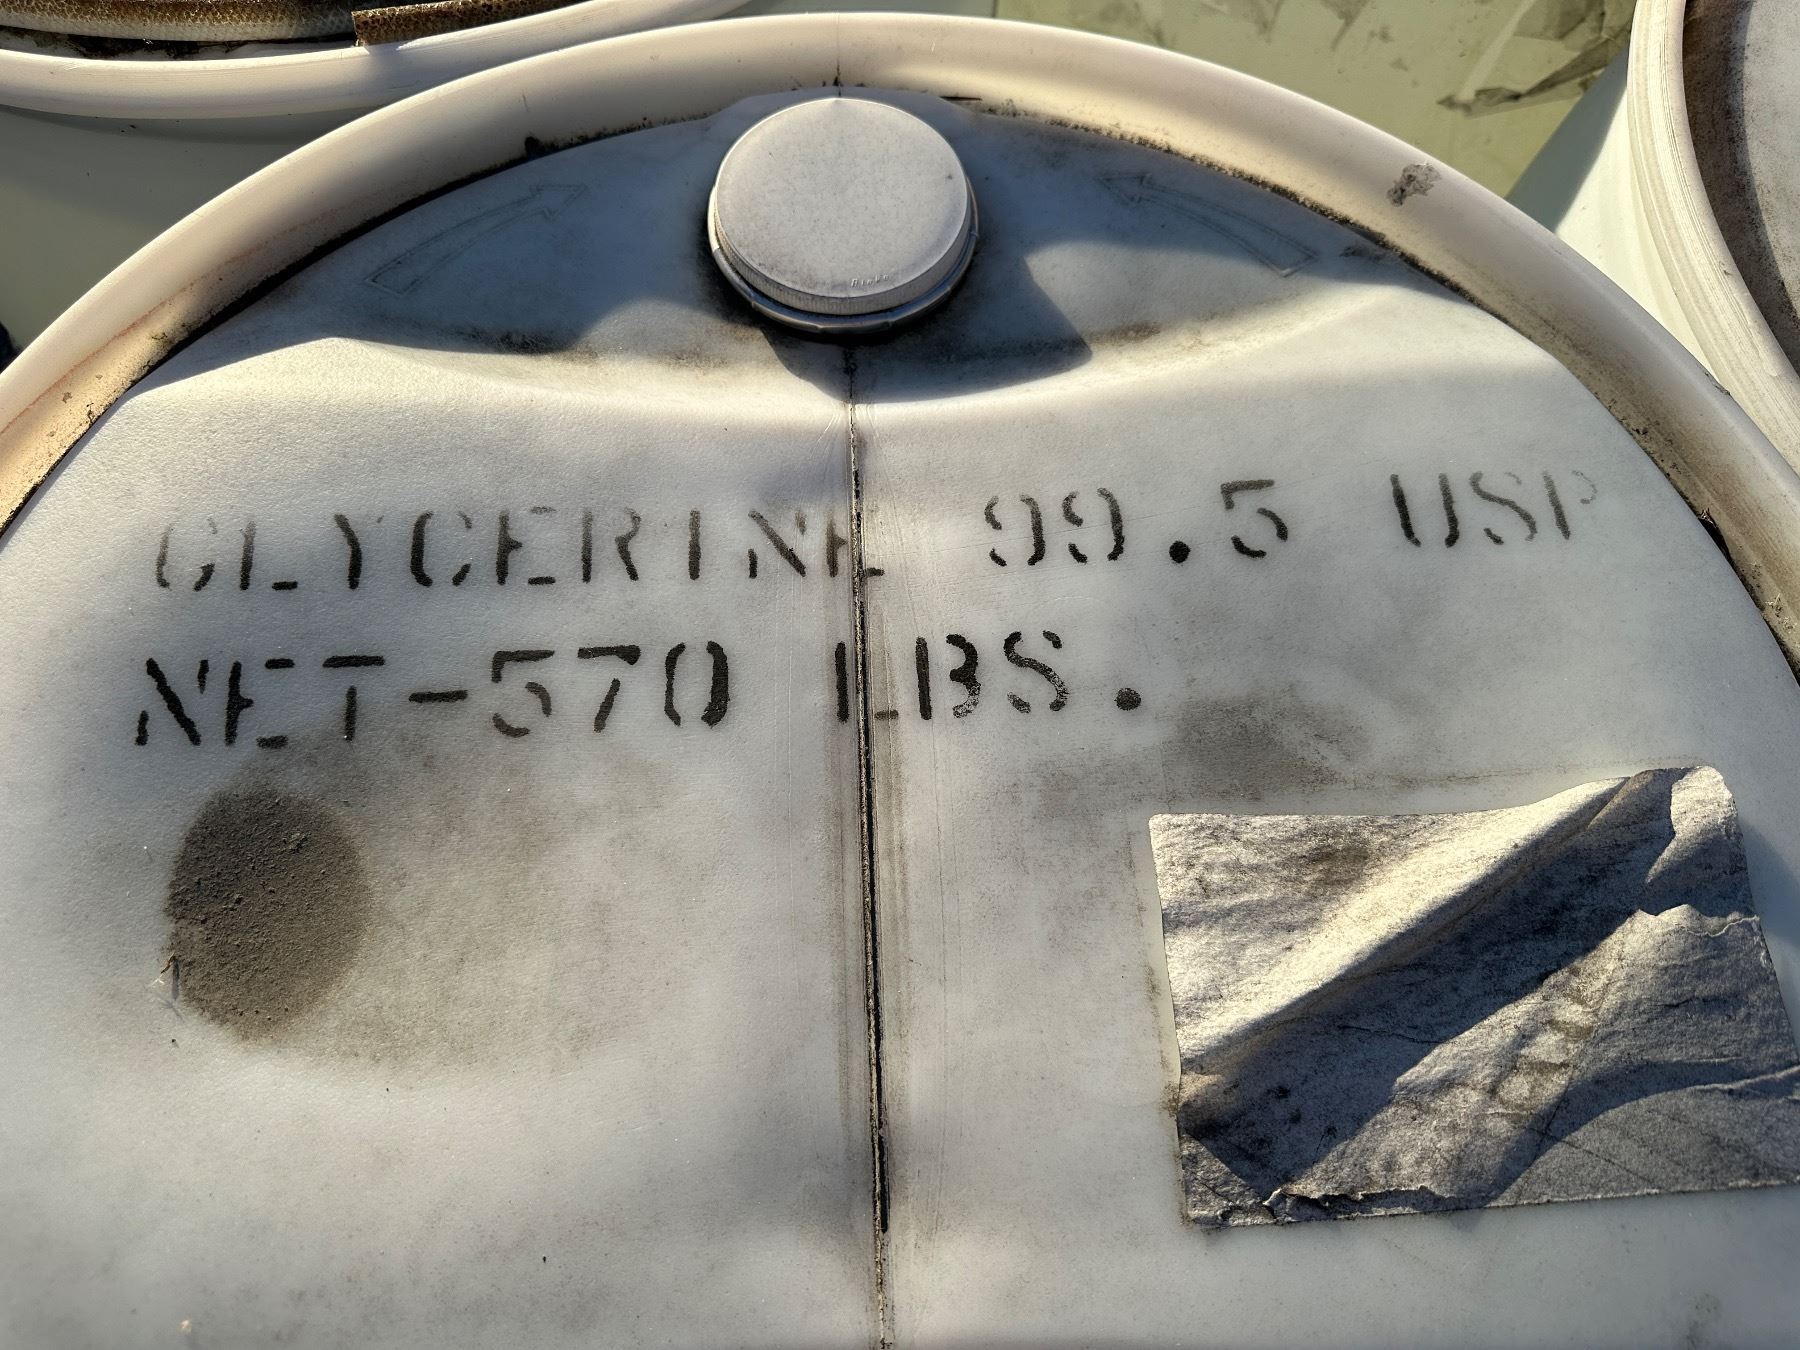 GLYCERINE 99.5 USP
NET-570 LBS.